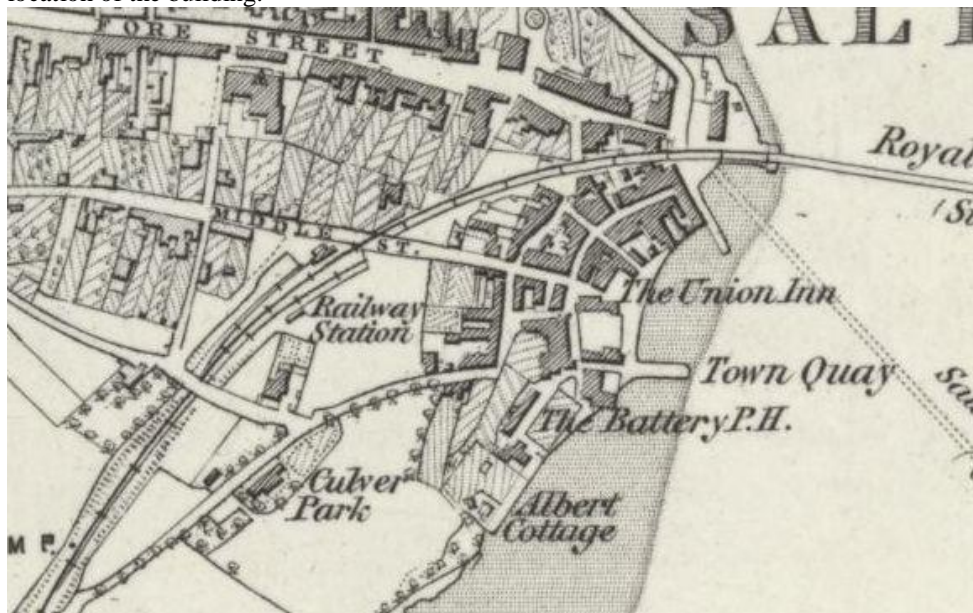 location of the building.
FORE STREET
SALT
Royal
MIDDLE ST.
The Union Inn
Railway
Station
Town Quay
The Battery P.H.
Culver
Park
Albert
Cottage